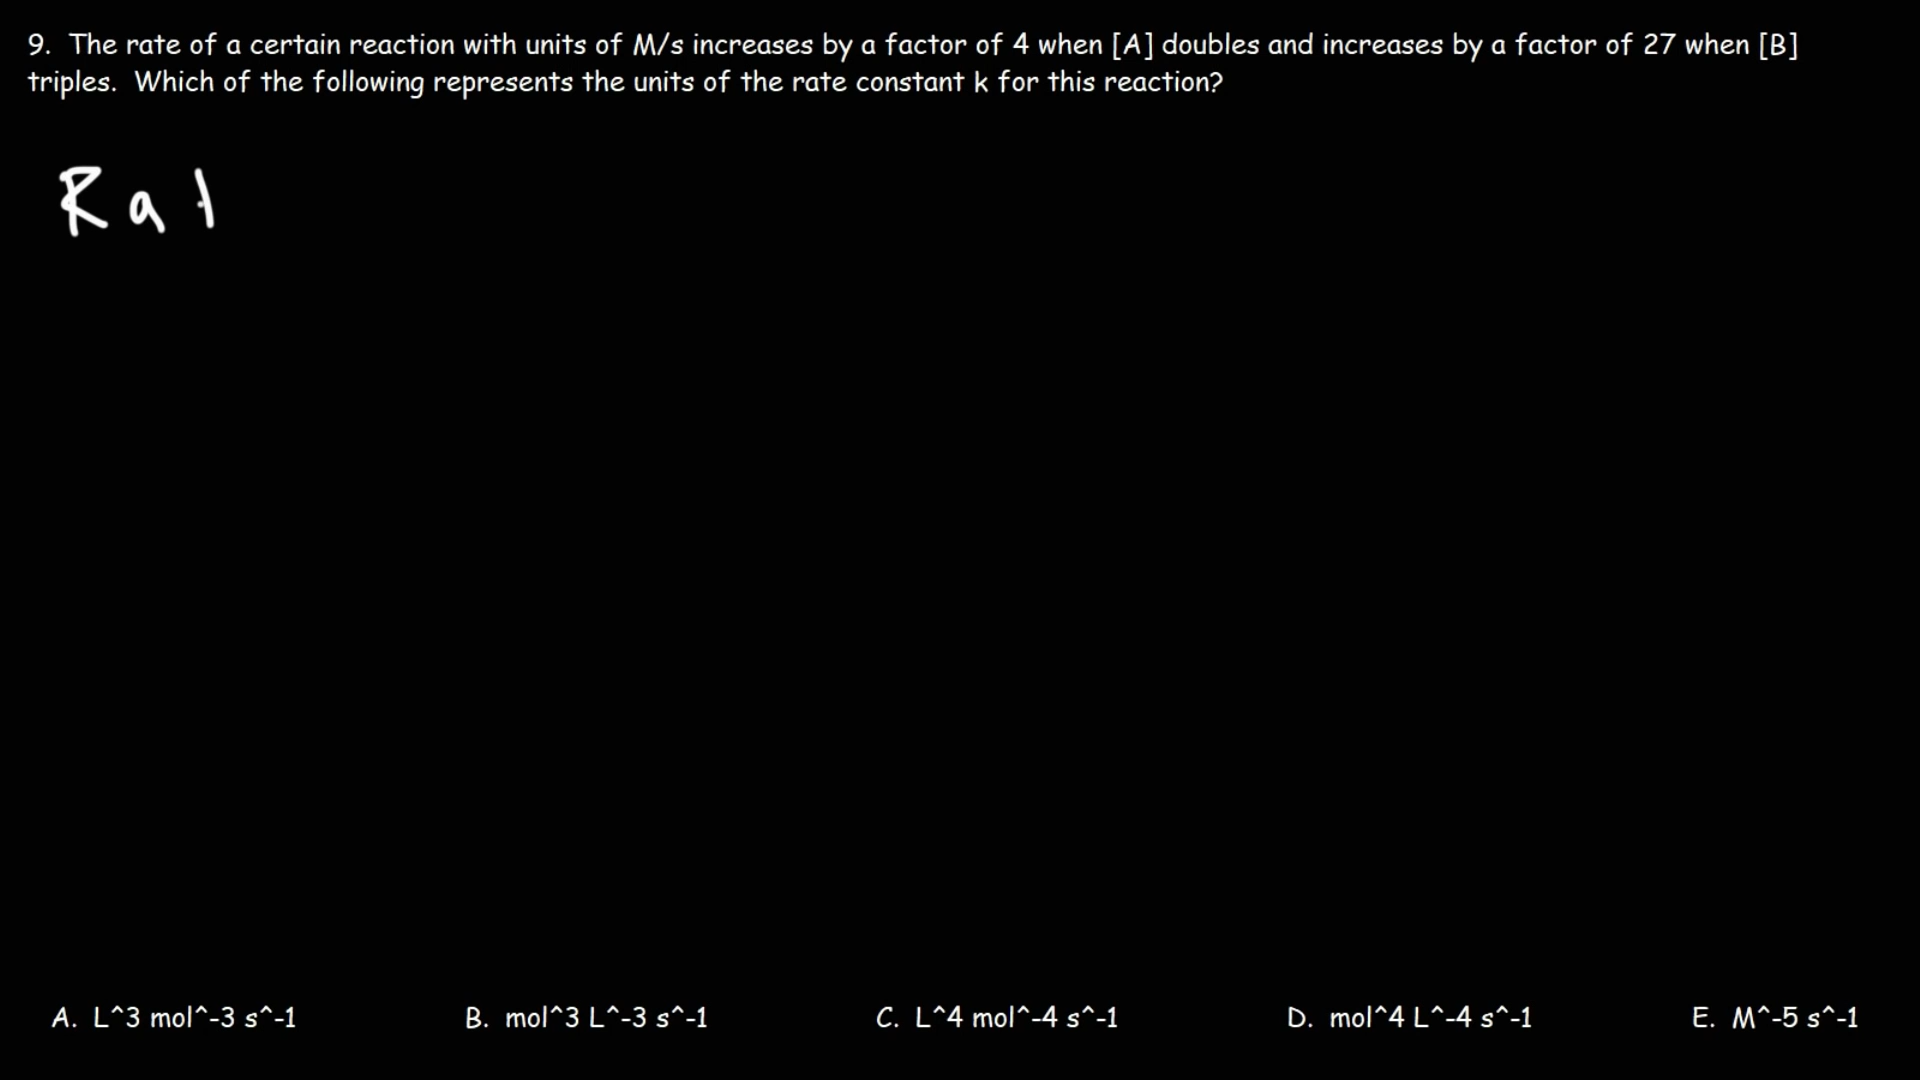 9. The rate of a certain reaction with units of M/s increases by a factor of 4 when [A] doubles and increases by a factor of 27 when [B]
triples. Which of the following represents the units of the rate constant k for this reaction?
Rat
A. L^3 mol^-3 s^-1 B. mol^3 L^-3 s^-1 C. L^4 mol^-4 s^-1 D. mol^4 L^-4 s^-1 E. M^-5 s^-1